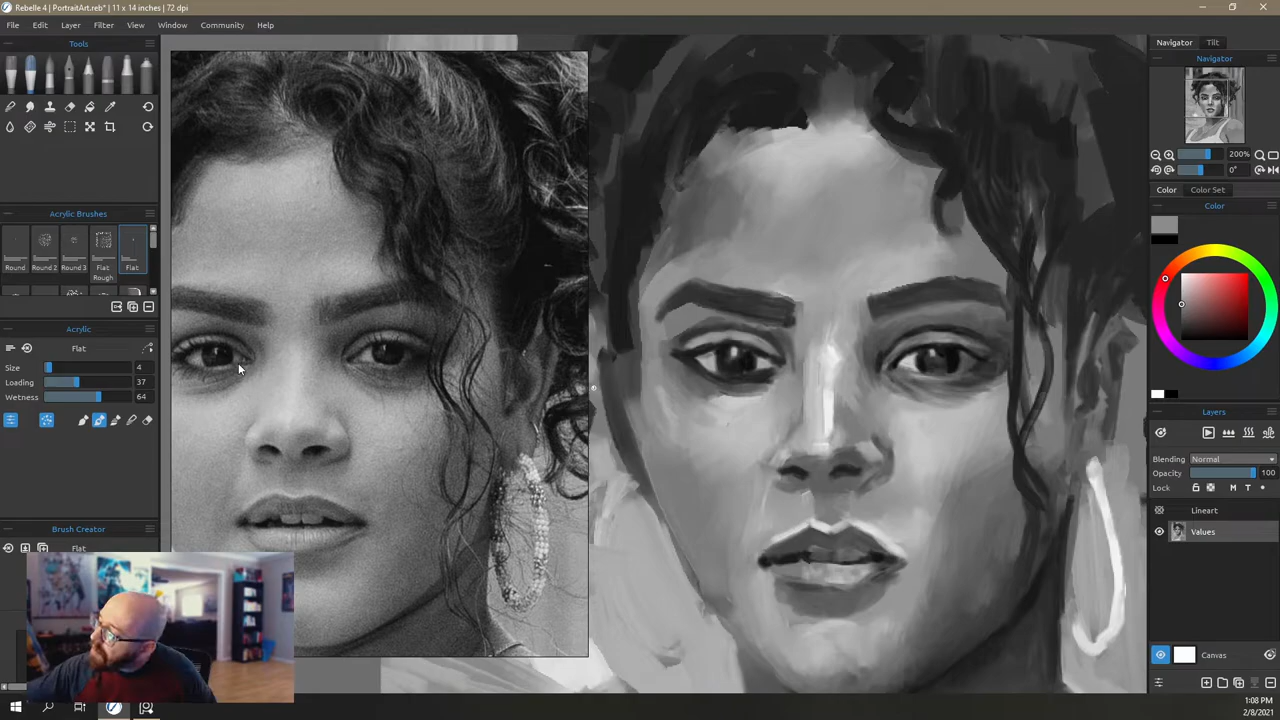 Rebelle 4 | PortraitArt.reb* | 11 x 14 inches | 72 dpi
File Edit Layer Filter View Window Community Help
Tools
Acrylic Brushes
Round Round 2 Round 3 Flat Rough Flat
Acrylic
Flat
Size 4
Loading 37
Wetness 64
Brush Creator
Flat
Navigator Tilt
Navigator
200%
0°
Color Color Set
Color
Layers
Blending Normal
Opacity 100
Lock M T
Lineart
Values
Canvas
1:08 PM
2/8/2021